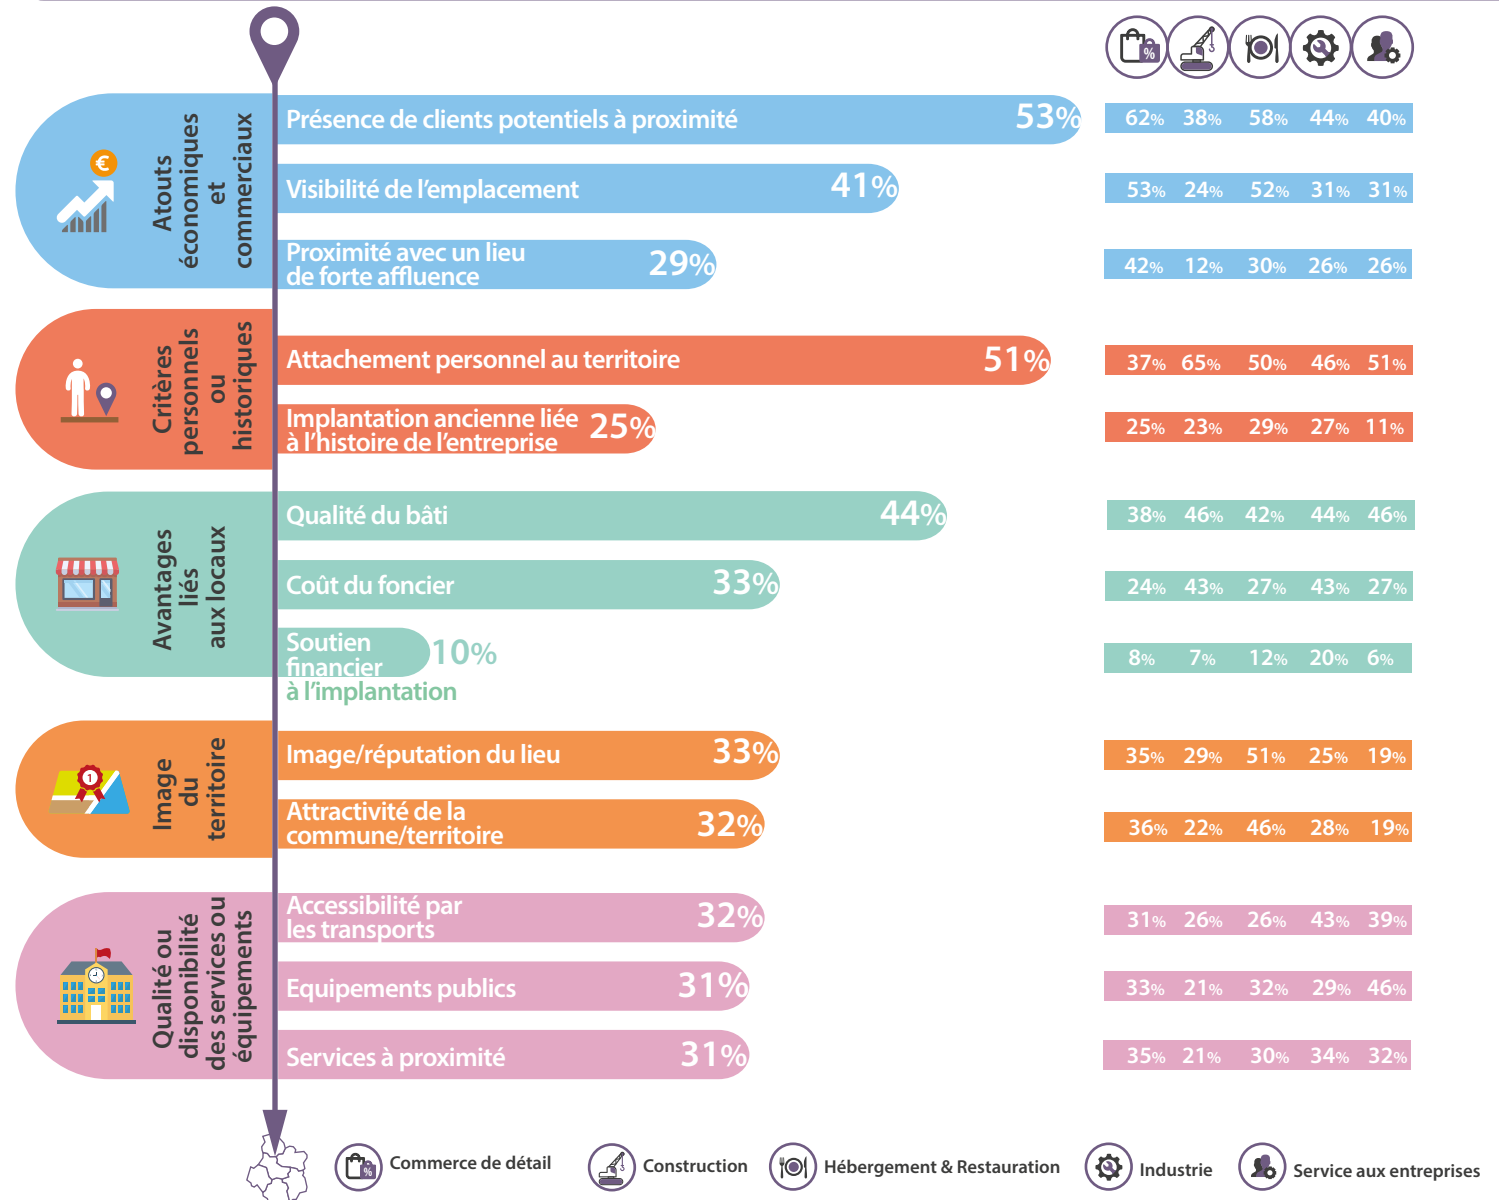 %
€
Atouts
économiques
et
commerciaux
Présence de clients potentiels à proximité 53% 62% 38% 58% 44% 40%
Visibilité de l'emplacement 41% 53% 24% 52% 31% 31%
Proximité avec un lieu
de forte affluence 29% 42% 12% 30% 26% 26%
Critères
personnels
ou
historiques
Attachement personnel au territoire 51% 37% 65% 50% 46% 51%
Implantation ancienne liée
à l'histoire de l'entreprise 25% 25% 23% 29% 27% 11%
Avantages
liés
aux locaux
Qualité du bâti 44% 38% 46% 42% 44% 46%
Coût du foncier 33% 24% 43% 27% 43% 27%
Soutien
financier 10% 8% 7% 12% 20% 6%
à l'implantation
Image
du
territoire
1
Image/réputation du lieu 33% 35% 29% 51% 25% 19%
Attractivité de la
commune/territoire 32% 36% 22% 46% 28% 19%
Qualité ou
disponibilité
des services ou
équipements
Accessibilité par
les transports 32% 31% 26% 26% 43% 39%
Equipements publics 31% 33% 21% 32% 29% 46%
Services à proximité 31% 35% 21% 30% 34% 32%
% Commerce de détail Construction Hébergement & Restauration Industrie Service aux entreprises